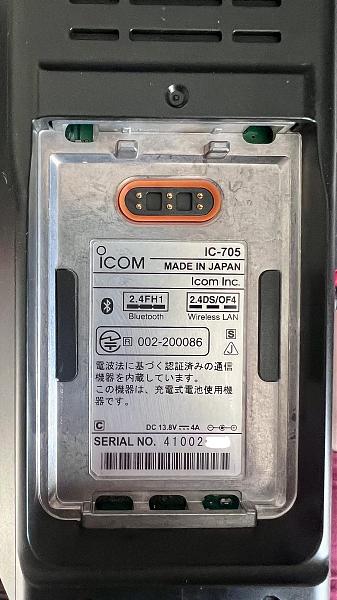 ICOM IC-705
MADE IN JAPAN
Icom Inc.
2.4FH1 2.4DS/OF4
Bluetooth Wireless LAN
R 002-200086 S J
電波法に基づく認証済みの通信
機器を内蔵しています。
この機器は、充電式電池使用機
器です。
C DC 13.8V 4A
SERIAL NO. 41002